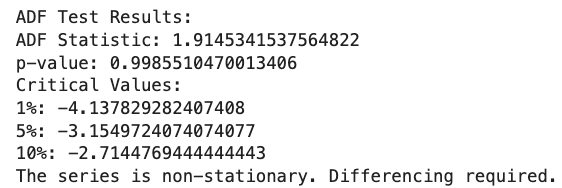 ADF Test Results:
ADF Statistic: 1.9145341537564822
p-value: 0.9985510470013406
Critical Values:
1%: -4.137829282407408
5%: -3.1549724074074077
10%: -2.7144769444444443
The series is non-stationary. Differencing required.